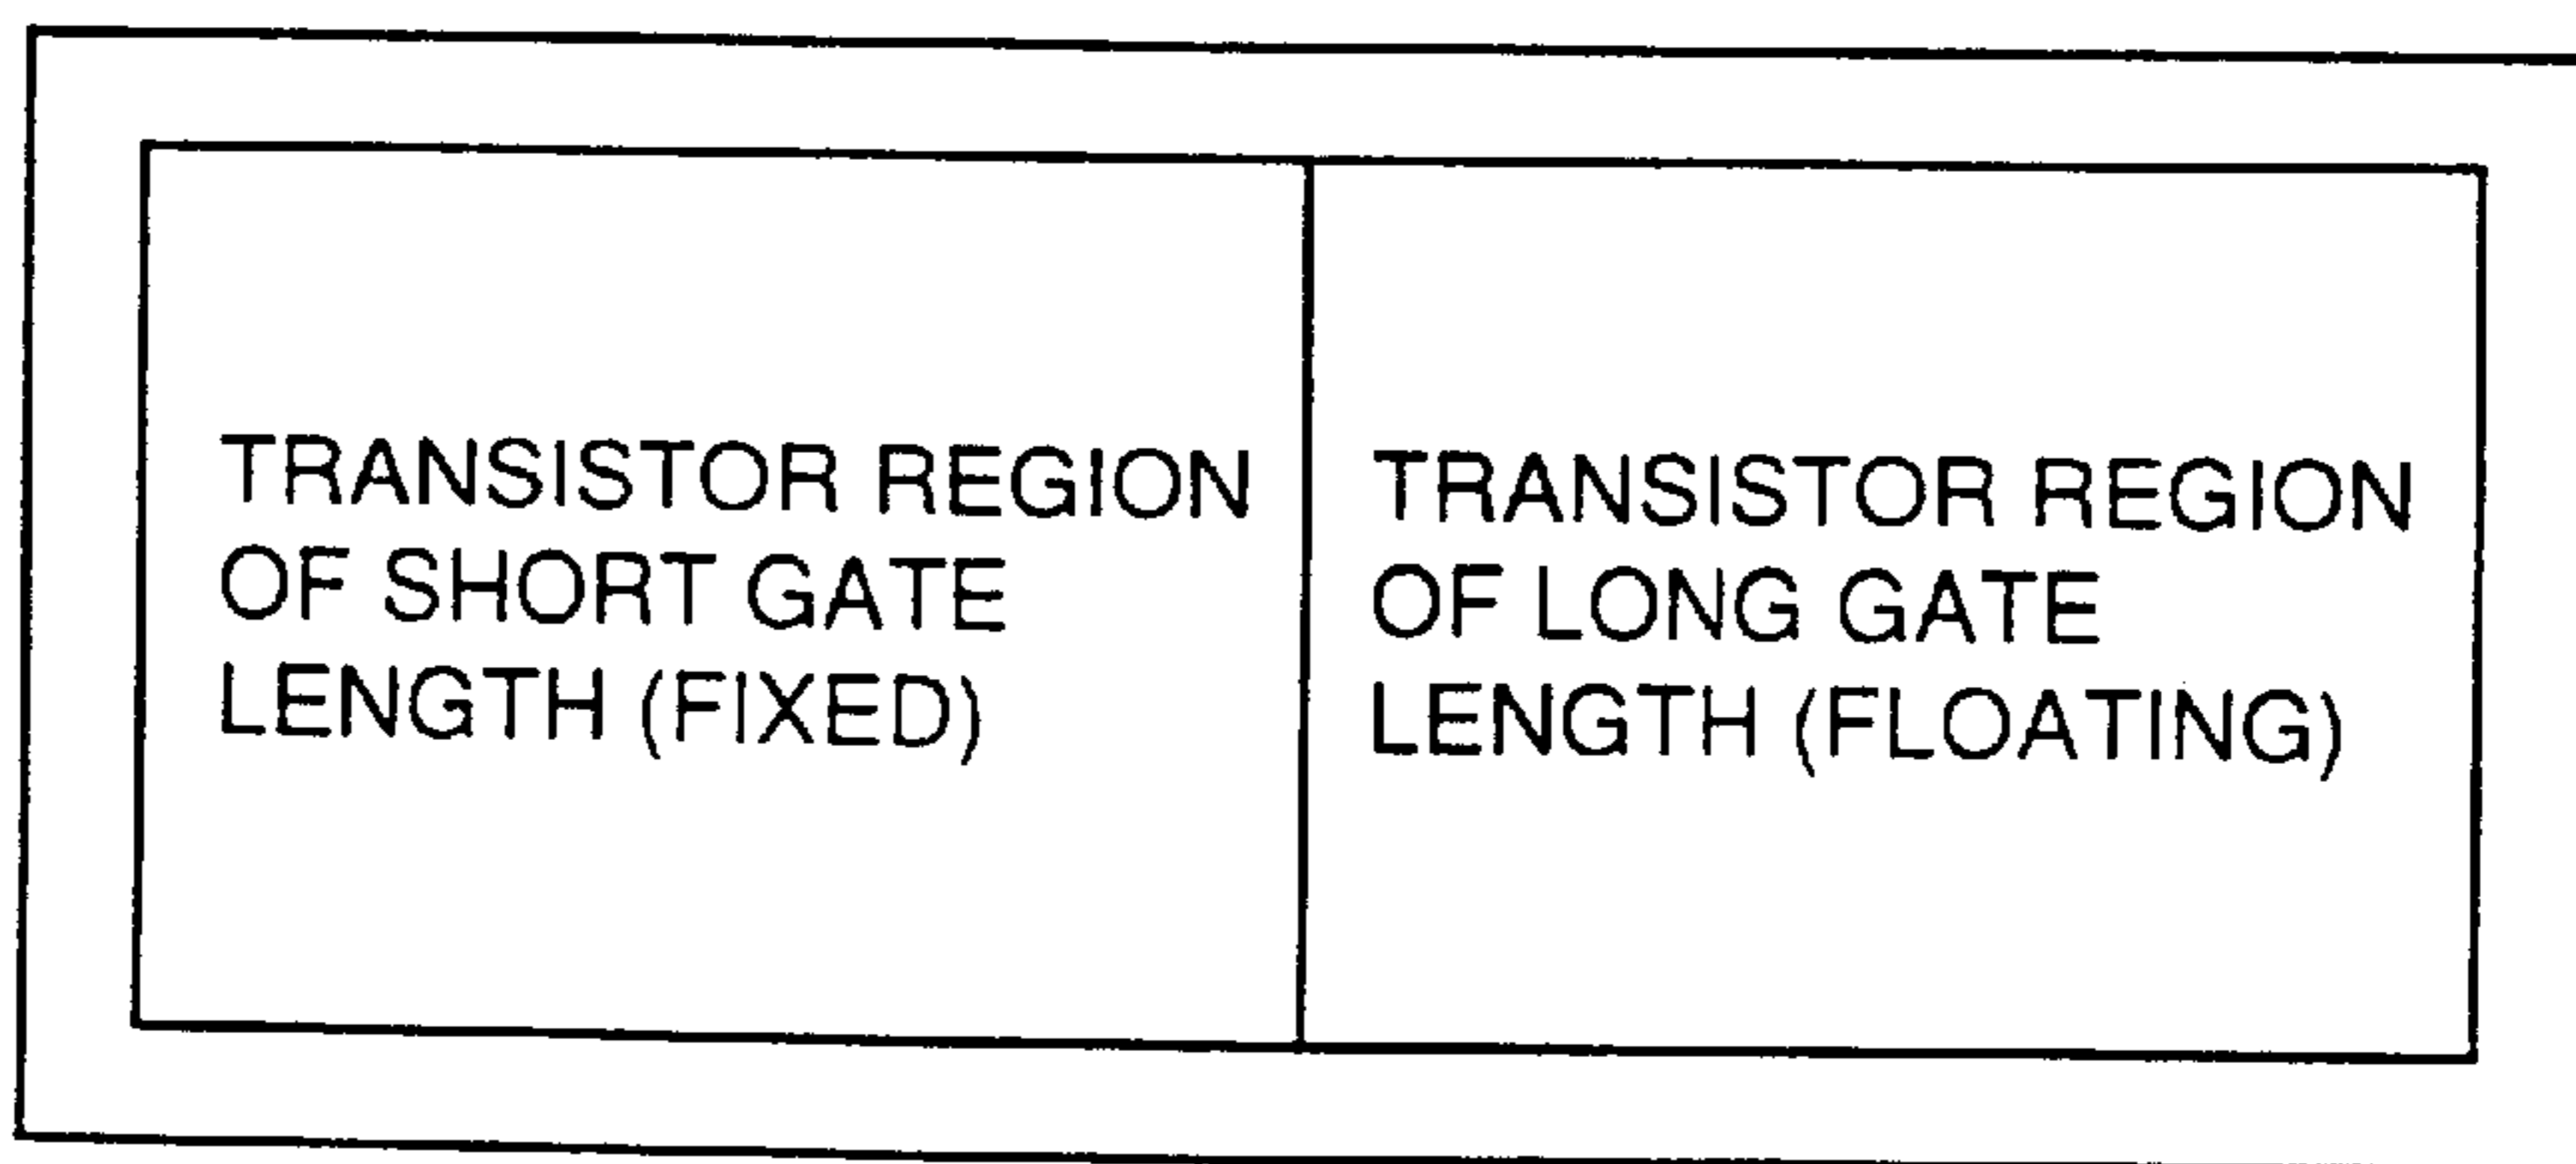 TRANSISTOR REGION
OF SHORT GATE
LENGTH (FIXED)
TRANSISTOR REGION
OF LONG GATE
LENGTH (FLOATING)